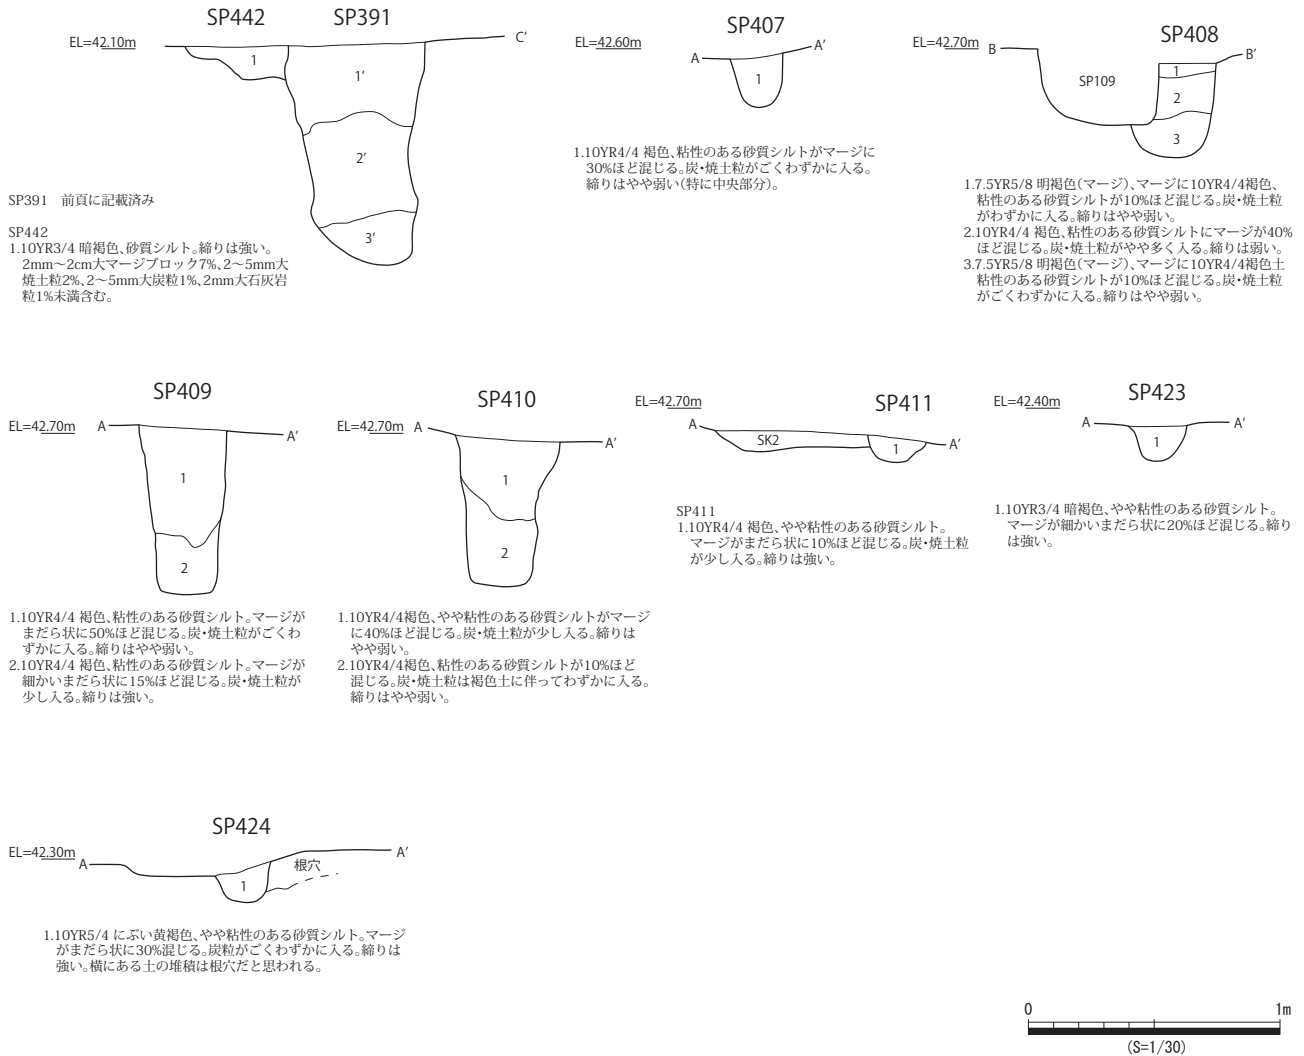 SP442
SP391
EL=42.10m
C′
1
1′
2′
3′
SP391　前頁に記載済み
SP442
1.10YR3/4 暗褐色、砂質シルト。締りは強い。
2mm〜2cm大マージブロック7%、2〜5mm大
焼土粒2%、2〜5mm大炭粒1%、2mm大石灰岩
粒1%未満含む。
SP407
EL=42.60m
A
A′
1
1.10YR4/4 褐色、粘性のある砂質シルトがマージに
30%ほど混じる。炭・焼土粒がごくわずかに入る。
締りはやや弱い(特に中央部分)。
SP408
EL=42.70m
B
B′
SP109
1
2
3
1.7.5YR5/8 明褐色(マージ)、マージに10YR4/4褐色、
粘性のある砂質シルトが10%ほど混じる。炭・焼土粒
がわずかに入る。締りはやや弱い。
2.10YR4/4 褐色、粘性のある砂質シルトにマージが40%
ほど混じる。炭・焼土粒がやや多く入る。締りは弱い。
3.7.5YR5/8 明褐色(マージ)、マージに10YR4/4褐色土
粘性のある砂質シルトが10%ほど混じる。炭・焼土粒
がごくわずかに入る。締りはやや弱い。
SP409
EL=42.70m
A
A′
1
2
1.10YR4/4 褐色、粘性のある砂質シルト。マージが
まだら状に50%ほど混じる。炭・焼土粒がごくわ
ずかに入る。締りはやや弱い。
2.10YR4/4 褐色、粘性のある砂質シルト。マージが
細かいまだら状に15%ほど混じる。炭・焼土粒が
少し入る。締りは強い。
SP410
EL=42.70m
A
A′
1
2
1.10YR4/4褐色、やや粘性のある砂質シルトがマージ
に40%ほど混じる。炭・焼土粒が少し入る。締りは
やや弱い。
2.10YR4/4褐色、粘性のある砂質シルトが10%ほど
混じる。炭・焼土粒は褐色土に伴ってわずかに入る。
締りはやや弱い。
SP411
EL=42.70m
A
A′
SK2
1
SP411
1.10YR4/4 褐色、やや粘性のある砂質シルト。
マージがまだら状に10%ほど混じる。炭・焼土粒
が少し入る。締りは強い。
SP423
EL=42.40m
A
A′
1
1.10YR3/4 暗褐色、やや粘性のある砂質シルト。
マージが細かいまだら状に20%ほど混じる。締り
は強い。
SP424
EL=42.30m
A
A′
根穴
1
1.10YR5/4 にぶい黄褐色、やや粘性のある砂質シルト。マージ
がまだら状に30%混じる。炭粒がごくわずかに入る。締りは
強い。横にある土の堆積は根穴だと思われる。
0
1m
(S=1/30)